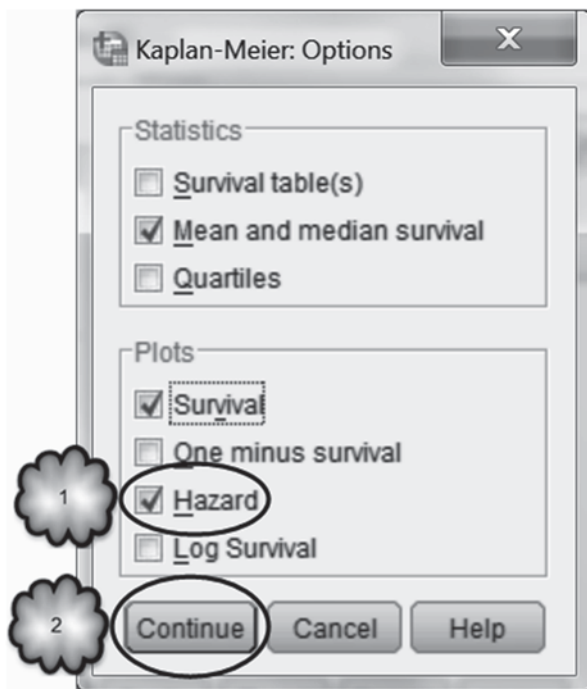 Kaplan-Meier: Options
X
Statistics
Survival table(s)
Mean and median survival
Quartiles
Plots
Survival
One minus survival
1
Hazard
Log Survival
2
Continue Cancel Help